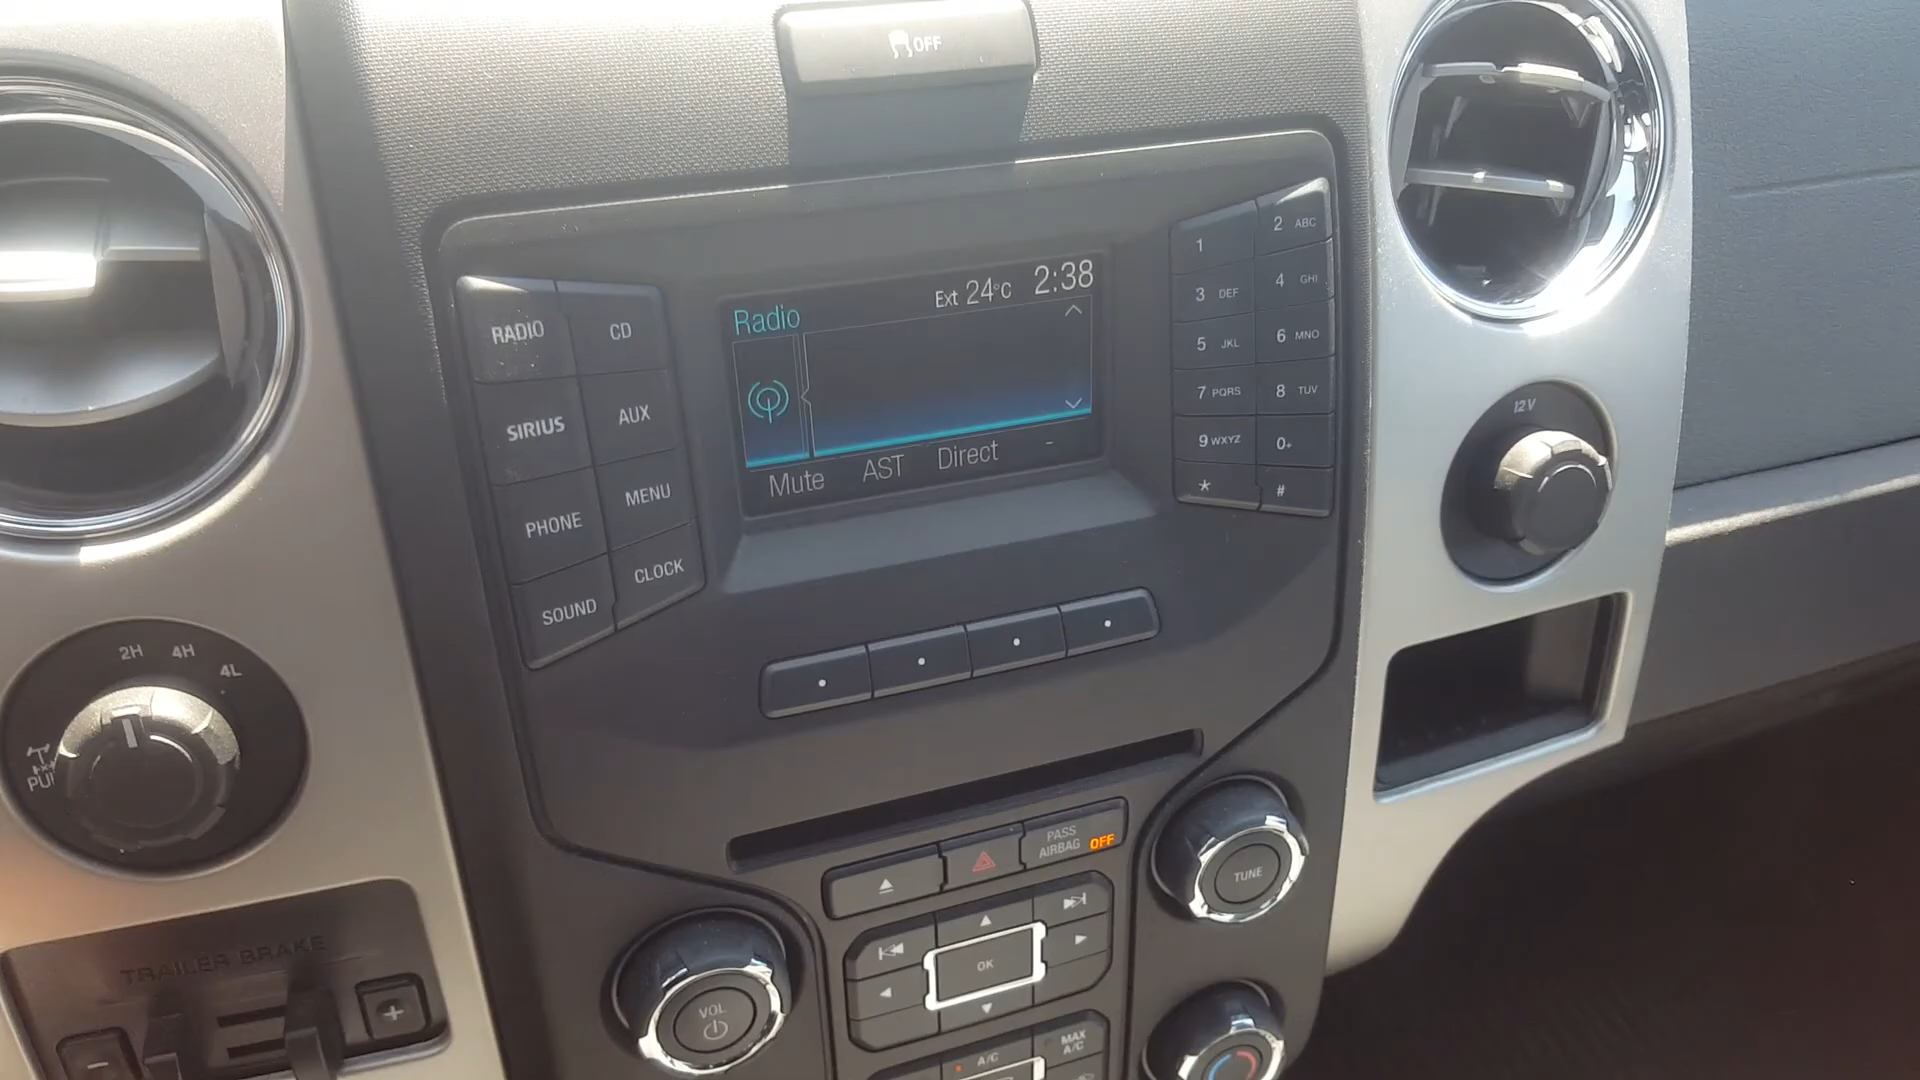 OFF
Ext 24°C 2:38
Radio
Mute AST Direct -
RADIO CD
SIRIUS AUX
PHONE MENU
SOUND CLOCK
1 2 ABC
3 DEF 4 GHI
5 JKL 6 MNO
7 PQRS 8 TUV
9 WXYZ 0+
* #
12V
2H 4H 4L
PASS
AIRBAG OFF
TUNE
OK
VOL
TRAILER BRAKE
- +
A/C
MAX
A/C